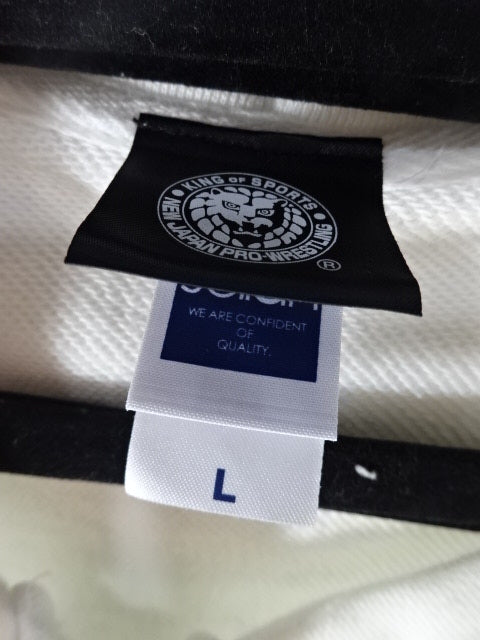 KING OF SPORTS
NEW JAPAN PRO-WRESTLING
®
WE ARE CONFIDENT
OF
QUALITY.
L